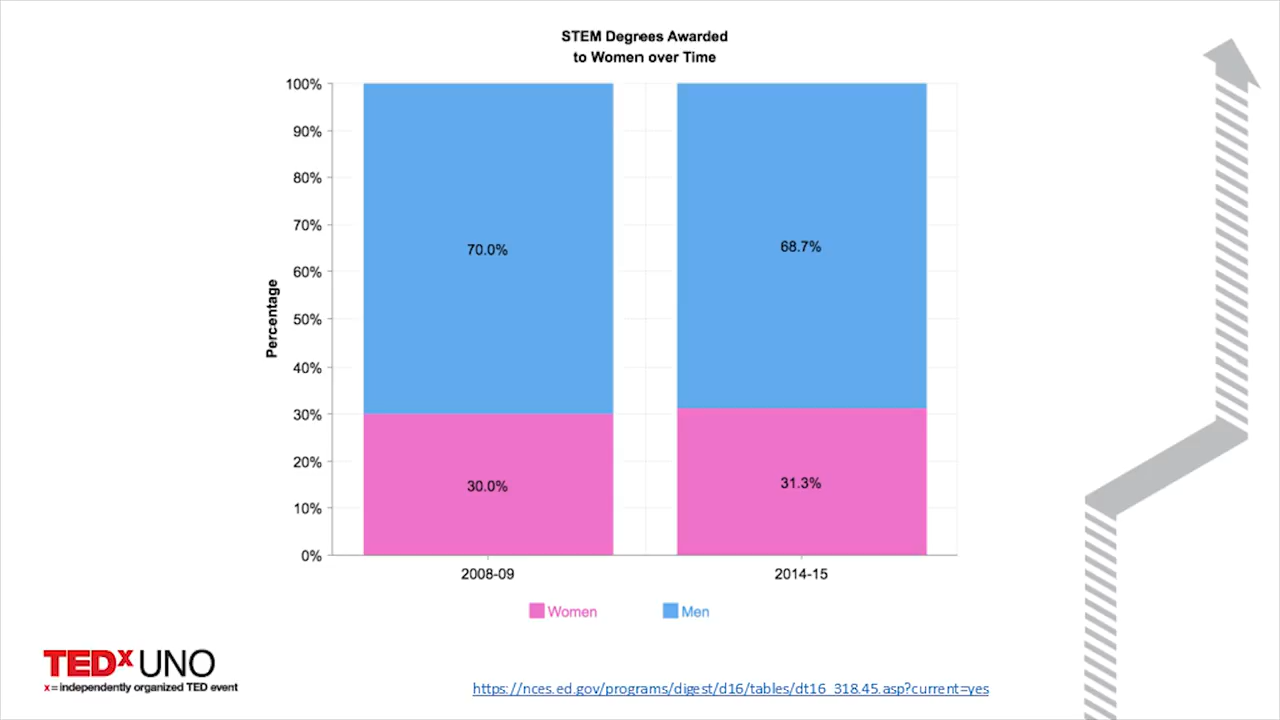 STEM Degrees Awarded
to Women over Time
100%
90%
80%
70%
60%
50%
40%
30%
20%
10%
0%
Percentage
70.0%
68.7%
30.0%
31.3%
2008-09
2014-15
Women
Men
TEDx UNO
x = independently organized TED event
https://nces.ed.gov/programs/digest/d16/tables/dt16_318.45.asp?current=yes